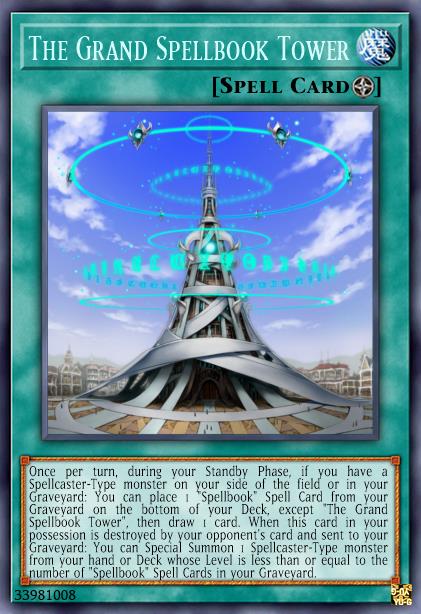 THE GRAND SPELLBOOK TOWER 魔
[SPELL CARD]
Once per turn, during your Standby Phase, if you have a
Spellcaster-Type monster on your side of the field or in your
Graveyard: You can place 1 "Spellbook" Spell Card from your
Graveyard on the bottom of your Deck, except "The Grand
Spellbook Tower", then draw 1 card. When this card in your
possession is destroyed by your opponent's card and sent to
your Graveyard: You can Special Summon 1 Spellcaster-Type monster
from your hand or Deck whose Level is less than or equal to the
number of "Spellbook" Spell Cards in your Graveyard.
33981008